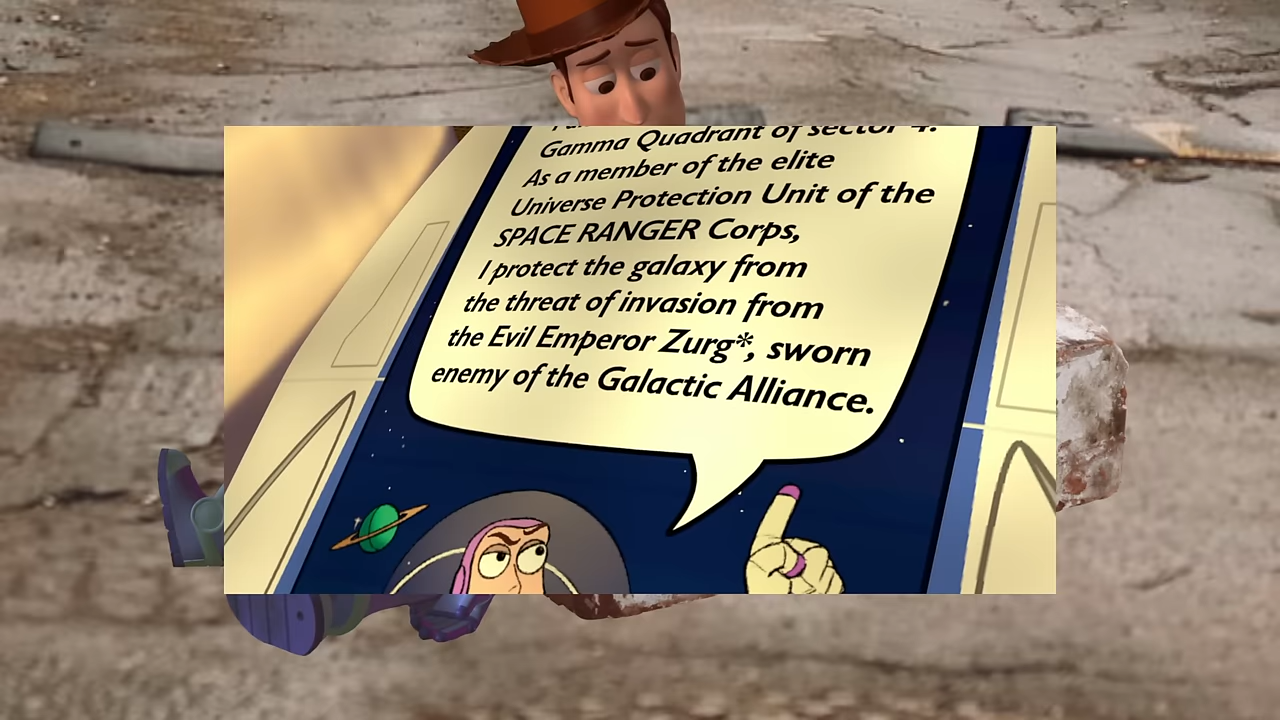 Gamma Quadrant of sector 4.
As a member of the elite
Universe Protection Unit of the
SPACE RANGER Corps,
I protect the galaxy from
the threat of invasion from
the Evil Emperor Zurg*, sworn
enemy of the Galactic Alliance.